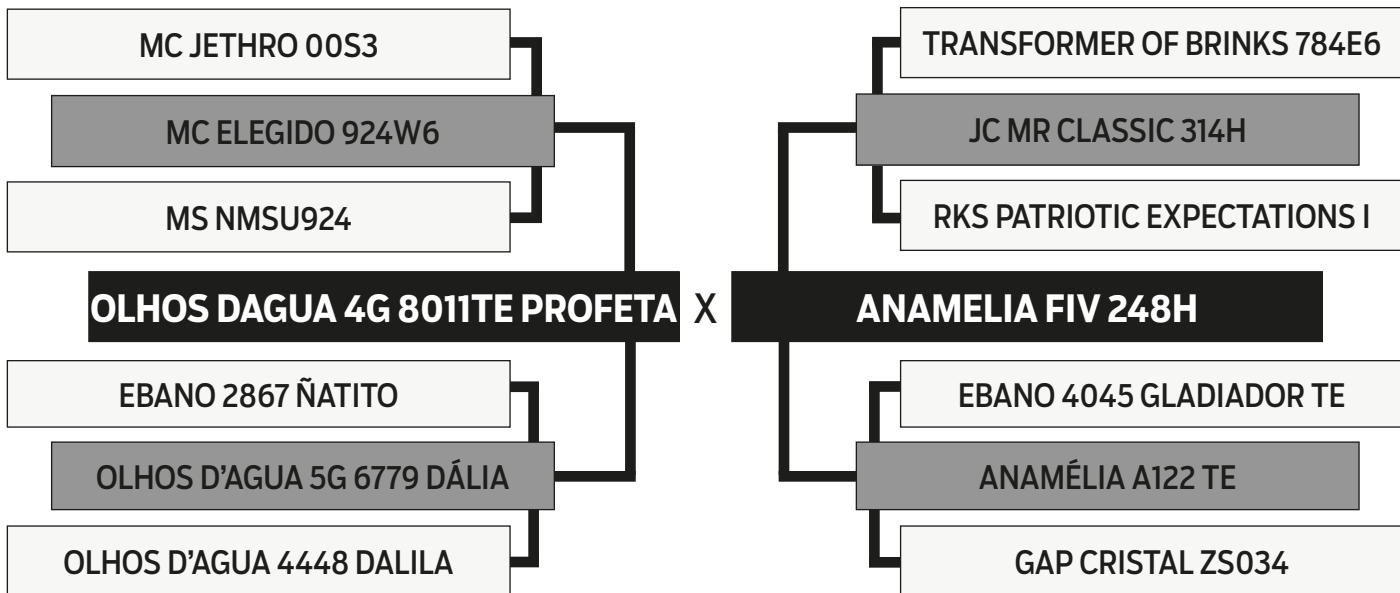 MC JETHRO 00S3
TRANSFORMER OF BRINKS 784E6
MC ELEGIDO 924W6
JC MR CLASSIC 314H
MS NMSU924
RKS PATRIOTIC EXPECTATIONS I
OLHOS DAGUA 4G 8011TE PROFETA X ANAMELIA FIV 248H
EBANO 2867 ÑATITO
EBANO 4045 GLADIADOR TE
OLHOS D’AGUA 5G 6779 DÁLIA
ANAMÉLIA A122 TE
OLHOS D’AGUA 4448 DALILA
GAP CRISTAL ZS034